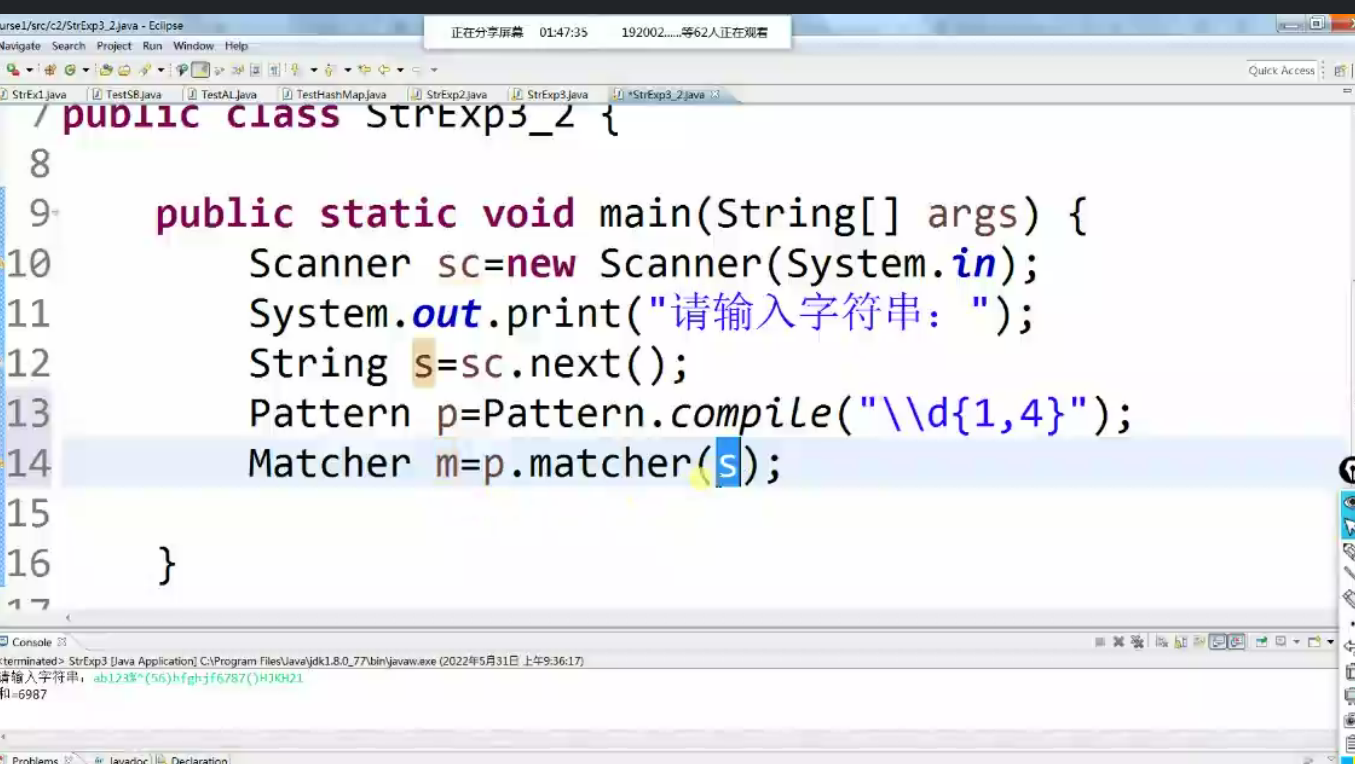 urse1/src/c2/StrExp3_2.java - Eclipse
正在分享屏幕 01:47:35 192002......等62人正在观看
Navigate Search Project Run Window Help
Quick Access
StrEx1.java TestSB.java TestAL.java TestHashMap.java StrExp2.java StrExp3.java *StrExp3_2.java
7 public class StrExp3_2 {
8
9 public static void main(String[] args) {
10 Scanner sc=new Scanner(System.in);
11 System.out.print("请输入字符串：");
12 String s=sc.next();
13 Pattern p=Pattern.compile("\\d{1,4}");
14 Matcher m=p.matcher(s);
15
16 }
17
Console
<terminated> StrExp3 [Java Application] C:\Program Files\Java\jdk1.8.0_77\bin\javaw.exe (2022年5月31日 上午9:36:17)
请输入字符串：ab123%^(56)hfghjf6787()HJKH21
和=6987
Problems Javadoc Declaration